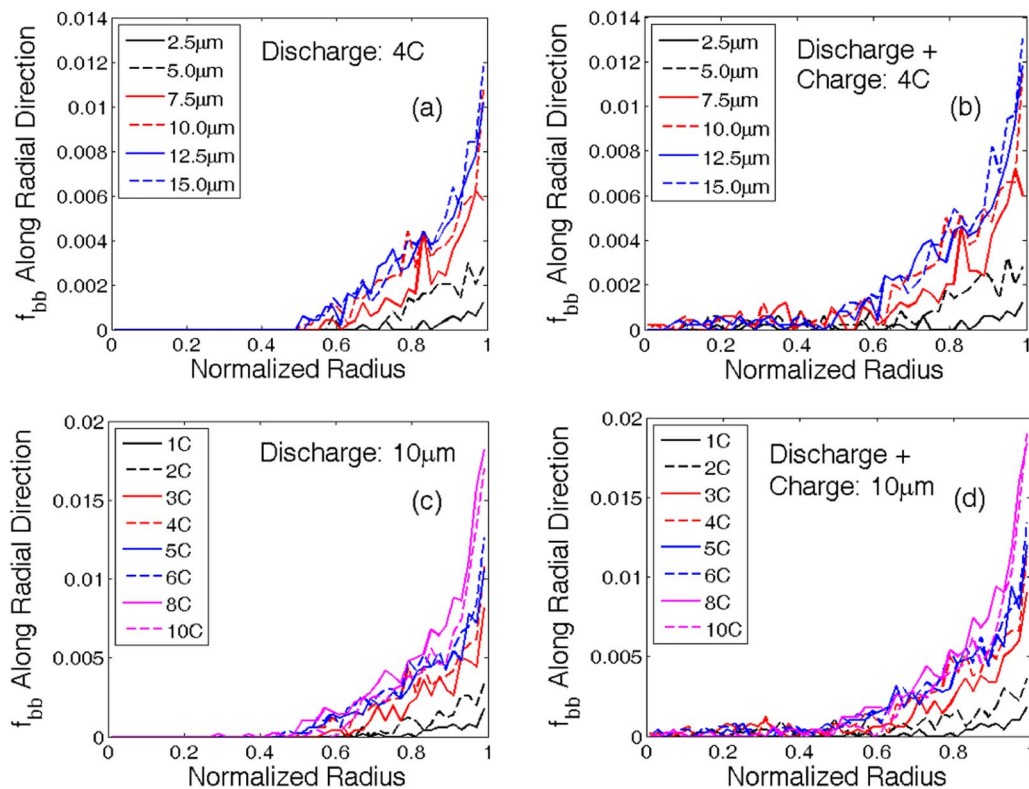 f_bb Along Radial Direction
0.014
0.012
0.01
0.008
0.006
0.004
0.002
0
2.5µm
5.0µm
7.5µm
10.0µm
12.5µm
15.0µm
Discharge: 4C
(a)
0 0.2 0.4 0.6 0.8 1
Normalized Radius
f_bb Along Radial Direction
0.014
0.012
0.01
0.008
0.006
0.004
0.002
0
2.5µm
5.0µm
7.5µm
10.0µm
12.5µm
15.0µm
Discharge +
Charge: 4C
(b)
0 0.2 0.4 0.6 0.8 1
Normalized Radius
f_bb Along Radial Direction
0.02
0.015
0.01
0.005
0
1C
2C
3C
4C
5C
6C
8C
10C
Discharge: 10µm
(c)
0 0.2 0.4 0.6 0.8 1
Normalized Radius
f_bb Along Radial Direction
0.02
0.015
0.01
0.005
0
1C
2C
3C
4C
5C
6C
8C
10C
Discharge +
Charge: 10µm
(d)
0 0.2 0.4 0.6 0.8 1
Normalized Radius